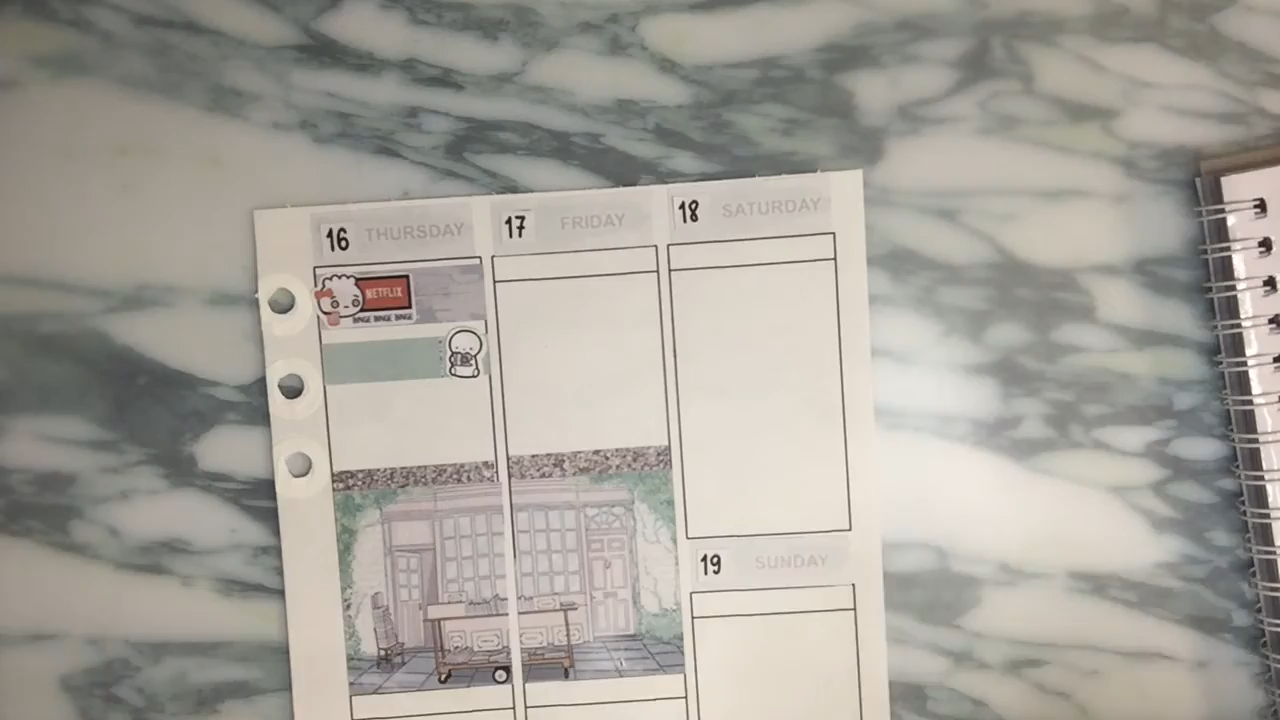 16 THURSDAY
17 FRIDAY
18 SATURDAY
NETFLIX
BINGE BINGE BINGE
19 SUNDAY